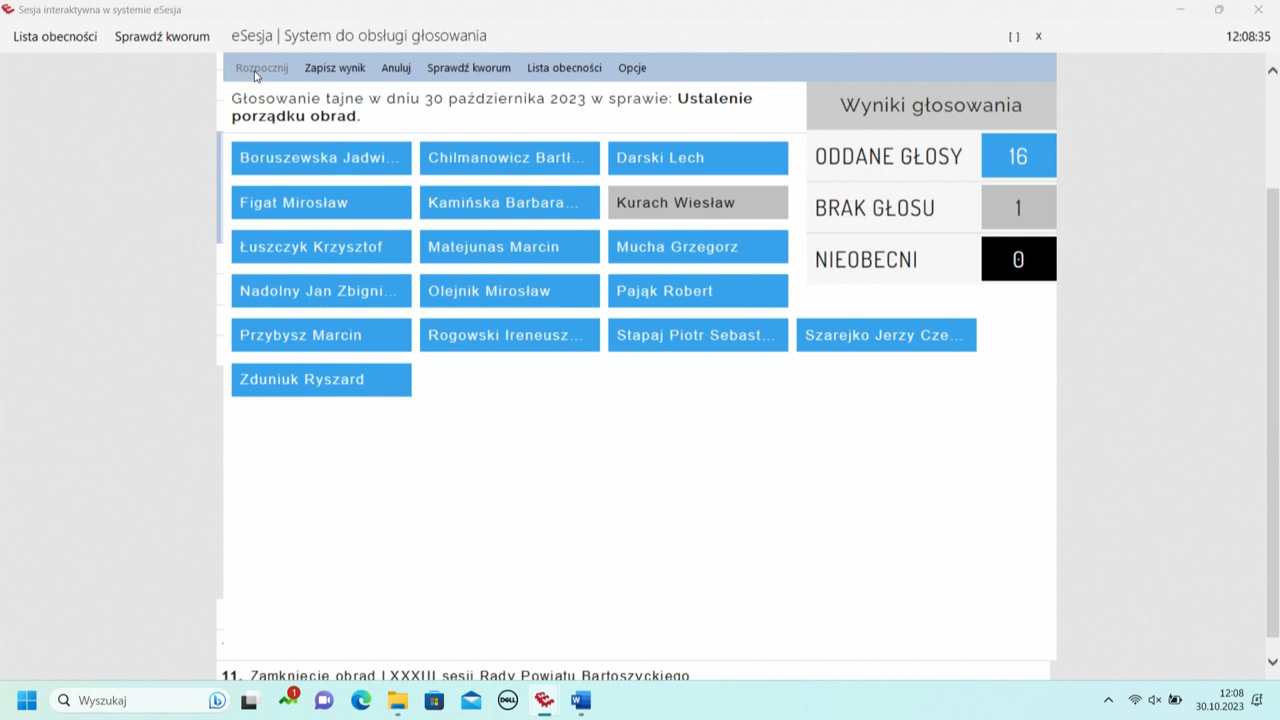 Sesja interaktywna w systemie eSesja
Lista obecności Sprawdź kworum eSesja | System do obsługi głosowania [ ] x 12:08:35
Rozpocznij Zapisz wynik Anuluj Sprawdź kworum Lista obecności Opcje
Głosowanie tajne w dniu 30 października 2023 w sprawie: Ustalenie
porządku obrad.
Wyniki głosowania
Boruszewska Jadwi... Chilmanowicz Bartł... Darski Lech
ODDANE GŁOSY 16
Figat Mirosław Kamińska Barbara... Kurach Wiesław
BRAK GŁOSU 1
Łuszczyk Krzysztof Matejunas Marcin Mucha Grzegorz
NIEOBECNI 0
Nadolny Jan Zbigni... Olejnik Mirosław Pająk Robert
Przybysz Marcin Rogowski Ireneusz... Stapaj Piotr Sebast... Szarejko Jerzy Cze...
Zduniuk Ryszard
11. Zamknięcie obrad LXXXIII sesji Rady Powiatu Bartoszyckiego
Wyszukaj
1
DELL
12:08
30.10.2023